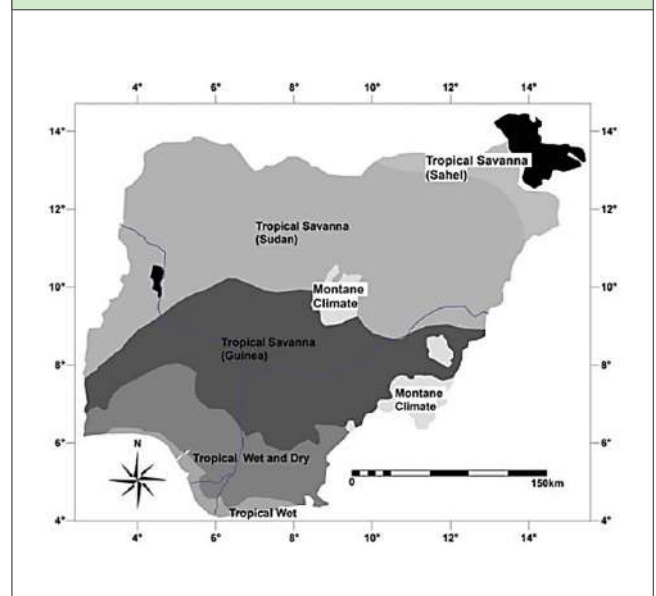 4° 6° 8° 10° 12° 14°
14° 14°
Tropical Savanna
(Sahel)
12° 12°
Tropical Savanna
(Sudan)
10° 10°
Montane
Climate
Tropical Savanna
(Guinea)
8° 8°
Montane
Climate
6° 6°
N
Tropical Wet and Dry
0 150km
Tropical Wet
4° 4°
4° 6° 8° 10° 12° 14°